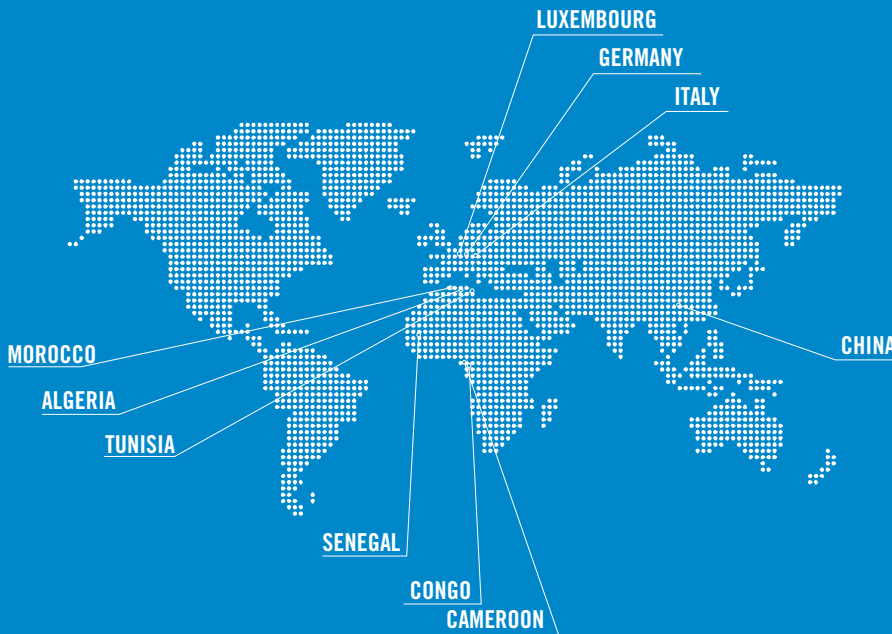 LUXEMBOURG
GERMANY
ITALY
MOROCCO
CHINA
ALGERIA
TUNISIA
SENEGAL
CONGO
CAMEROON